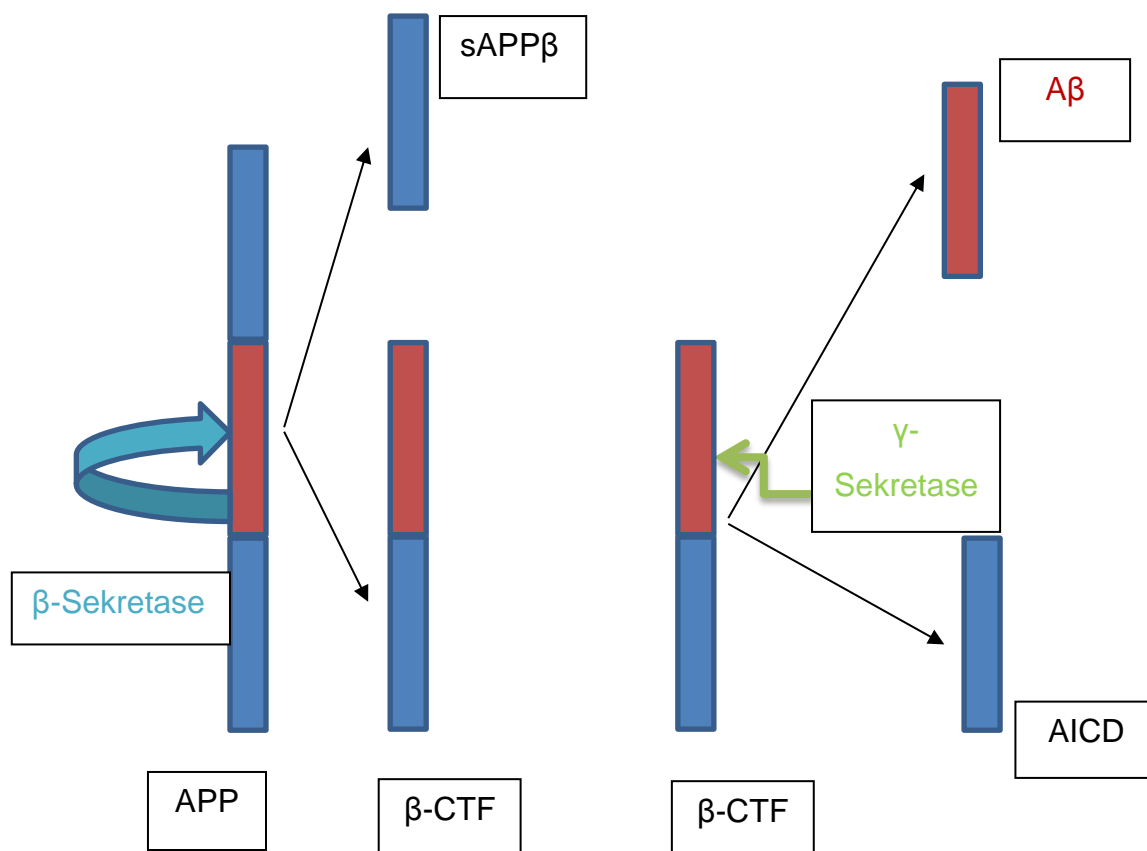 sAPPβ
Aβ
γ-
Sekretase
β-Sekretase
APP
β-CTF
β-CTF
AICD